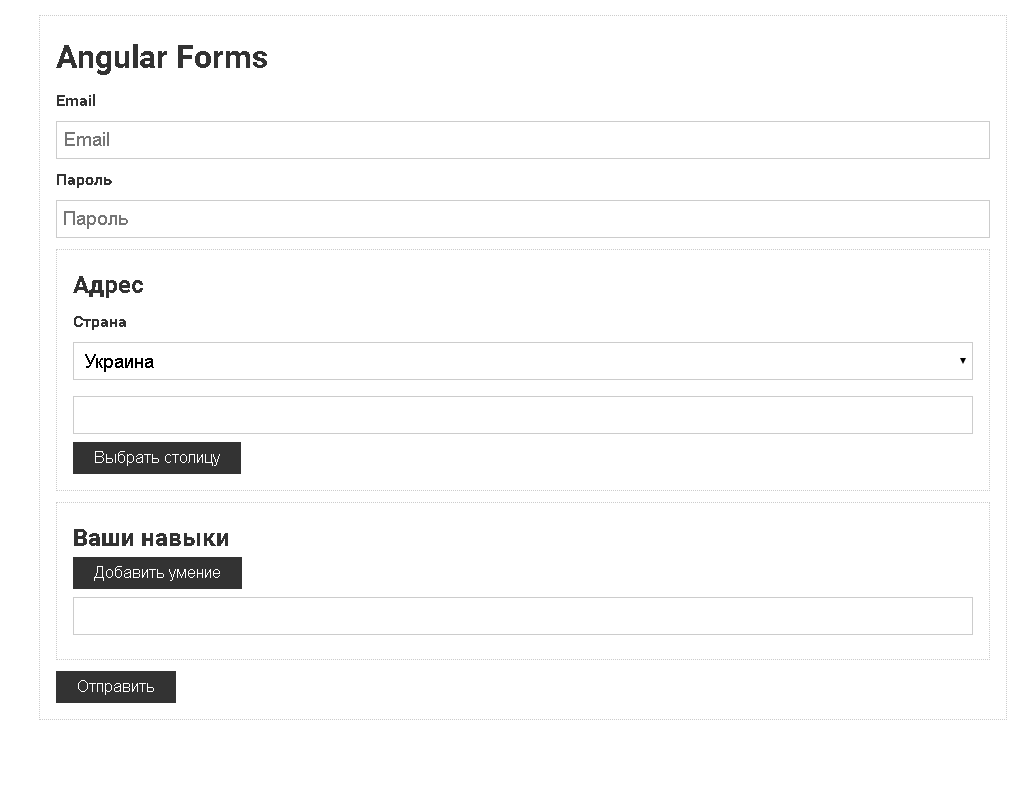 Angular Forms
Email
Email
Пароль
Пароль
Адрес
Страна
Украина
Выбрать столицу
Ваши навыки
Добавить умение
Отправить